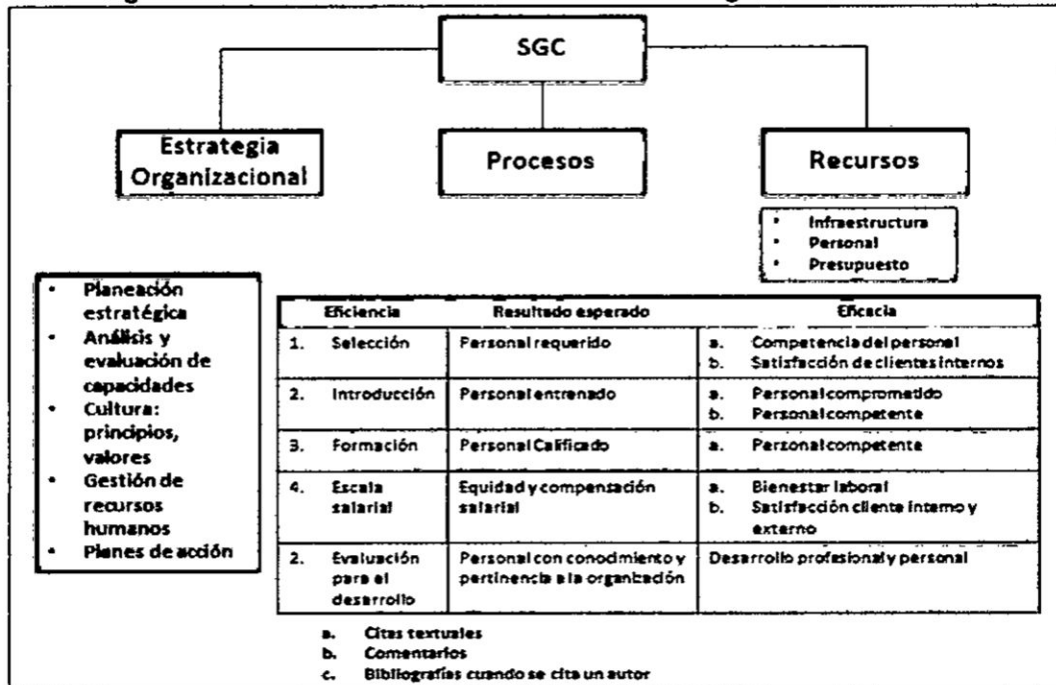 SGC
Estrategia
Organizacional
Procesos
Recursos
• Infraestructura
• Personal
• Presupuesto
• Planeación
estratégica
• Análisis y
evaluación de
capacidades
• Cultura:
principios,
valores
• Gestión de
recursos
humanos
• Planes de acción
Eficiencia Resultado esperado Eficacia
1. Selección Personal requerido a. Competencia del personal
b. Satisfacción de clientes internos
2. Introducción Personal entrenado a. Personal comprometido
b. Personal competente
3. Formación Personal Calificado a. Personal competente
4. Escala Equidad y compensación a. Bienestar laboral
salarial salarial b. Satisfacción cliente interno y
externo
2. Evaluación Personal con conocimiento y Desarrollo profesional y personal
para el pertinencia a la organización
desarrollo
a. Citas textuales
b. Comentarios
c. Bibliografías cuando se cita un autor